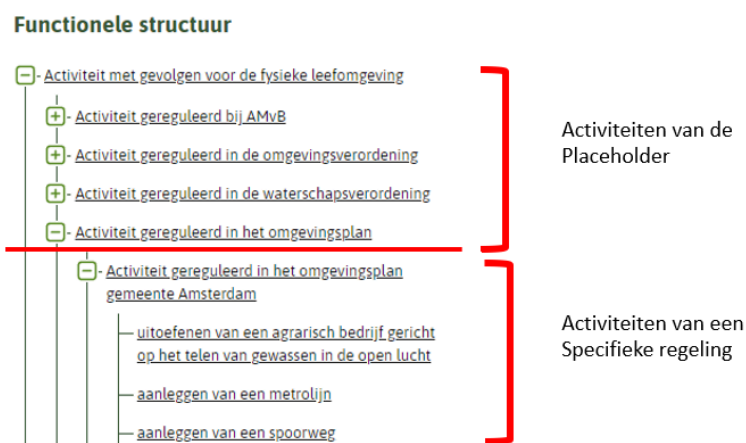 Functionele structuur
Activiteit met gevolgen voor de fysieke leefomgeving
Activiteit gereguleerd bij AMvB
Activiteit gereguleerd in de omgevingsverordening
Activiteit gereguleerd in de waterschapsverordening
Activiteit gereguleerd in het omgevingsplan
Activiteit gereguleerd in het omgevingsplan
gemeente Amsterdam
uitoefenen van een agrarisch bedrijf gericht
op het telen van gewassen in de open lucht
aanleggen van een metrolijn
aanleggen van een spoorweg
Activiteiten van de
Placeholder
Activiteiten van een
Specifieke regeling